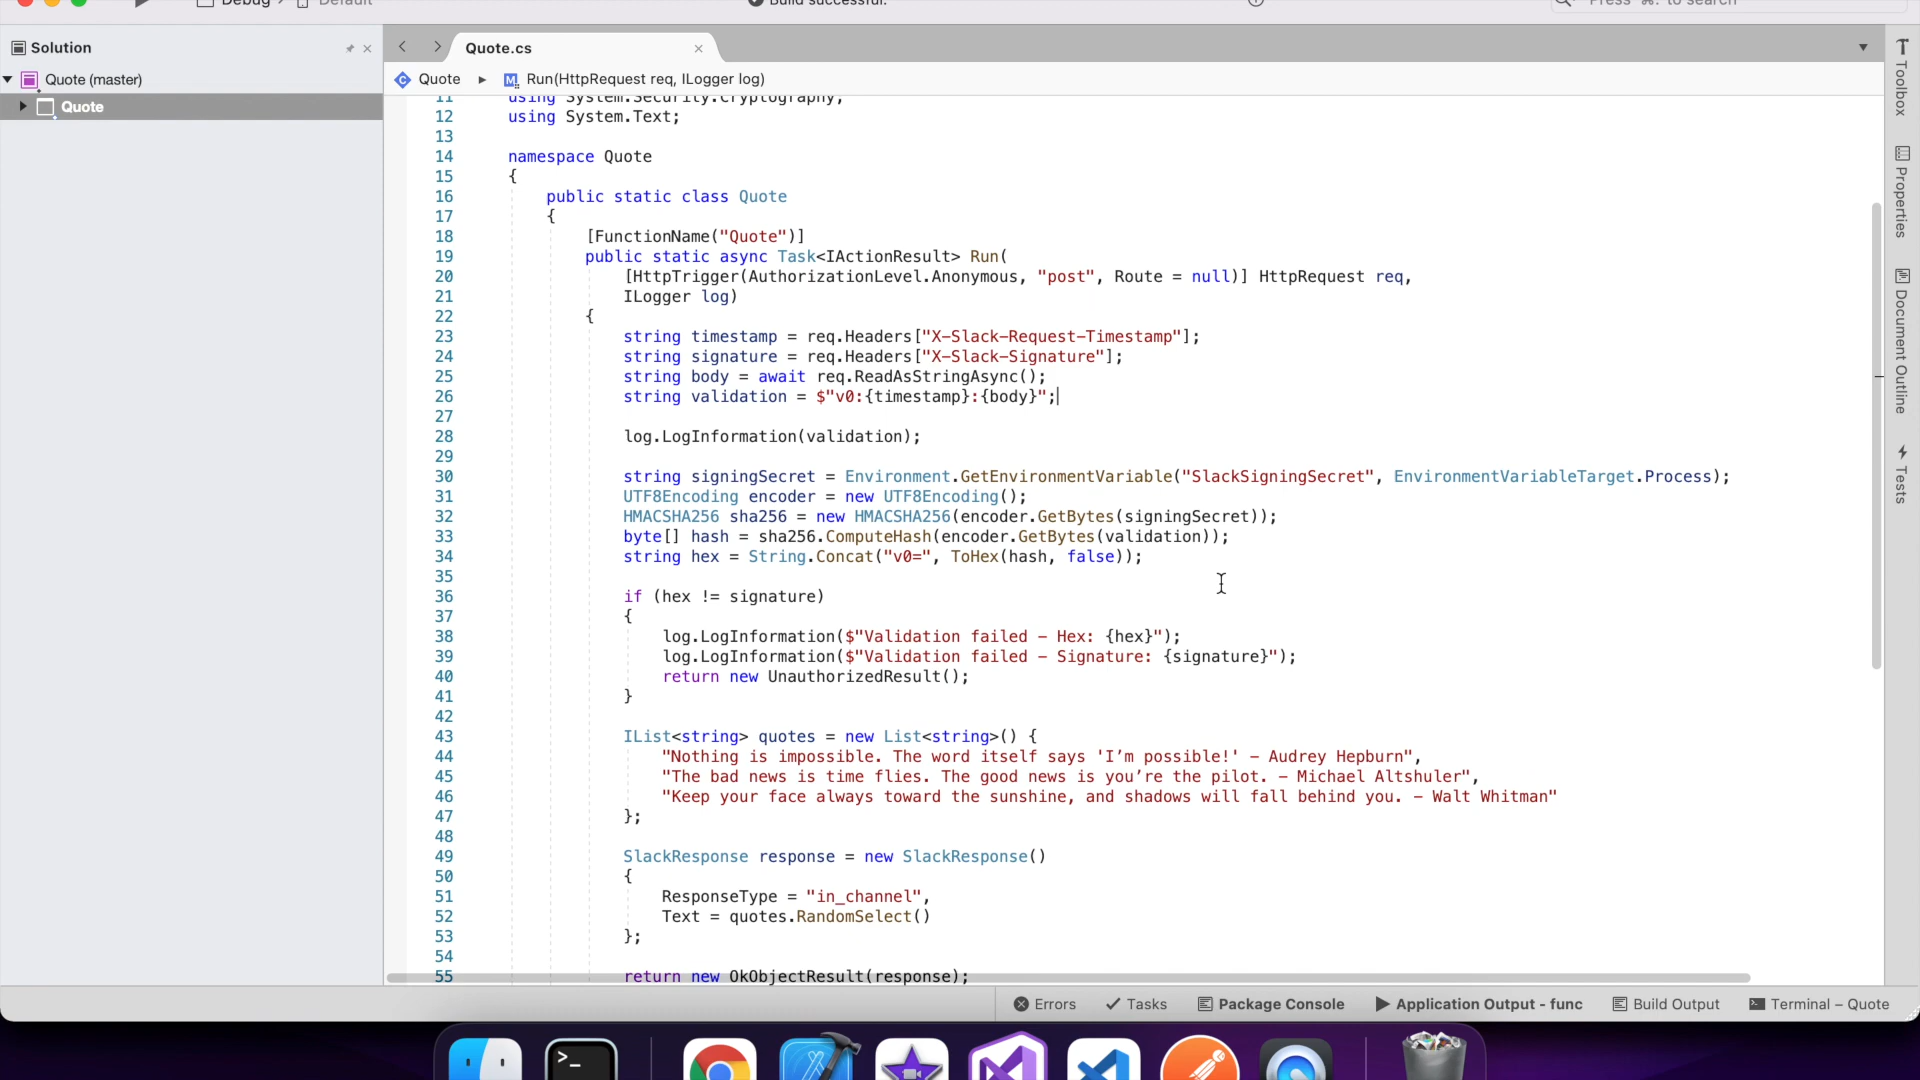 Debug
Default
Build successful.
Press ⌘. to search
Solution
Quote.cs
Quote (master)
Quote
Quote
Run(HttpRequest req, ILogger log)
11 using System.Security.Cryptography;
12 using System.Text;
13
14 namespace Quote
15 {
16 public static class Quote
17 {
18 [FunctionName("Quote")]
19 public static async Task<IActionResult> Run(
20 [HttpTrigger(AuthorizationLevel.Anonymous, "post", Route = null)] HttpRequest req,
21 ILogger log)
22 {
23 string timestamp = req.Headers["X-Slack-Request-Timestamp"];
24 string signature = req.Headers["X-Slack-Signature"];
25 string body = await req.ReadAsStringAsync();
26 string validation = $"v0:{timestamp}:{body}";
27
28 log.LogInformation(validation);
29
30 string signingSecret = Environment.GetEnvironmentVariable("SlackSigningSecret", EnvironmentVariableTarget.Process);
31 UTF8Encoding encoder = new UTF8Encoding();
32 HMACSHA256 sha256 = new HMACSHA256(encoder.GetBytes(signingSecret));
33 byte[] hash = sha256.ComputeHash(encoder.GetBytes(validation));
34 string hex = String.Concat("v0=", ToHex(hash, false));
35
36 if (hex != signature)
37 {
38 log.LogInformation($"Validation failed – Hex: {hex}");
39 log.LogInformation($"Validation failed – Signature: {signature}");
40 return new UnauthorizedResult();
41 }
42
43 IList<string> quotes = new List<string>() {
44 "Nothing is impossible. The word itself says 'I’m possible!' – Audrey Hepburn",
45 "The bad news is time flies. The good news is you’re the pilot. – Michael Altshuler",
46 "Keep your face always toward the sunshine, and shadows will fall behind you. – Walt Whitman"
47 };
48
49 SlackResponse response = new SlackResponse()
50 {
51 ResponseType = "in_channel",
52 Text = quotes.RandomSelect()
53 };
54
55 return new OkObjectResult(response);
Toolbox
Properties
Document Outline
Tests
Errors
Tasks
Package Console
Application Output - func
Build Output
Terminal – Quote